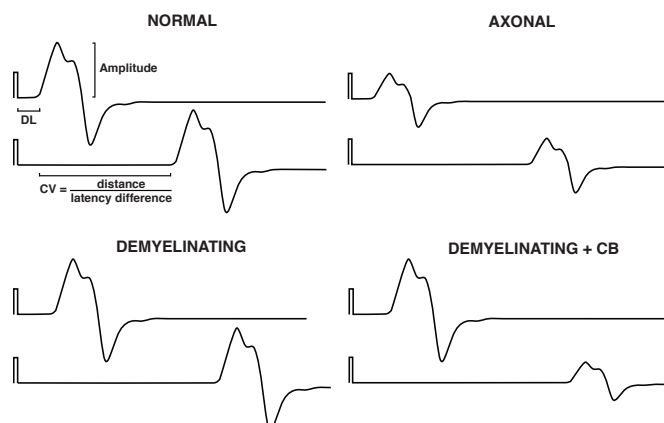 NORMAL
AXONAL
Amplitude
DL
CV = distance
latency difference
DEMYELINATING
DEMYELINATING + CB